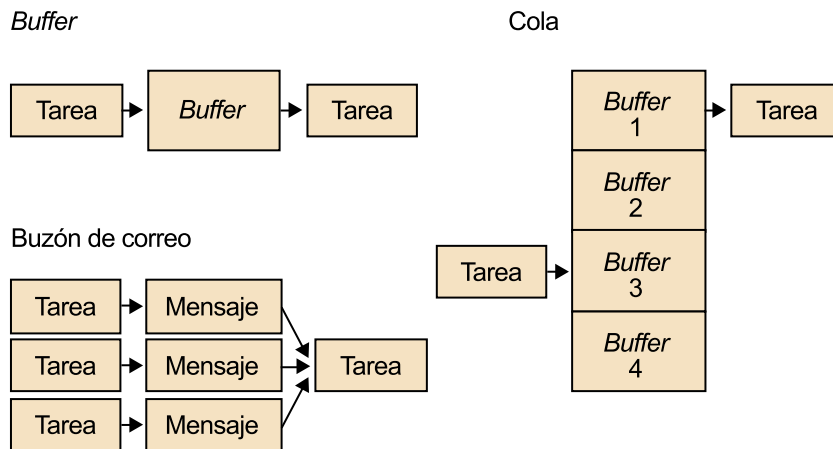 Buffer
Tarea
Buffer
Tarea
Buzón de correo
Tarea
Mensaje
Tarea
Mensaje
Tarea
Tarea
Mensaje
Cola
Buffer
1
Tarea
Buffer
2
Tarea
Buffer
3
Buffer
4